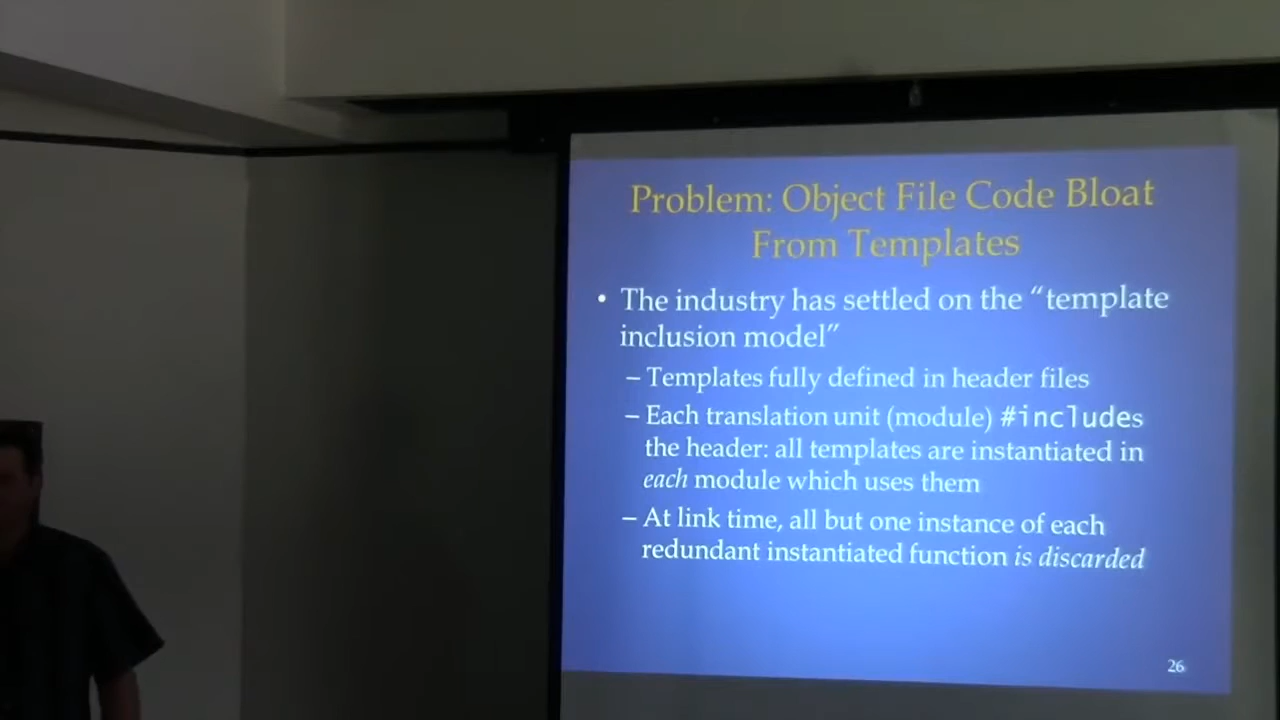 Problem: Object File Code Bloat
From Templates
• The industry has settled on the “template
inclusion model”
– Templates fully defined in header files
– Each translation unit (module) #includes
the header: all templates are instantiated in
each module which uses them
– At link time, all but one instance of each
redundant instantiated function is discarded
26